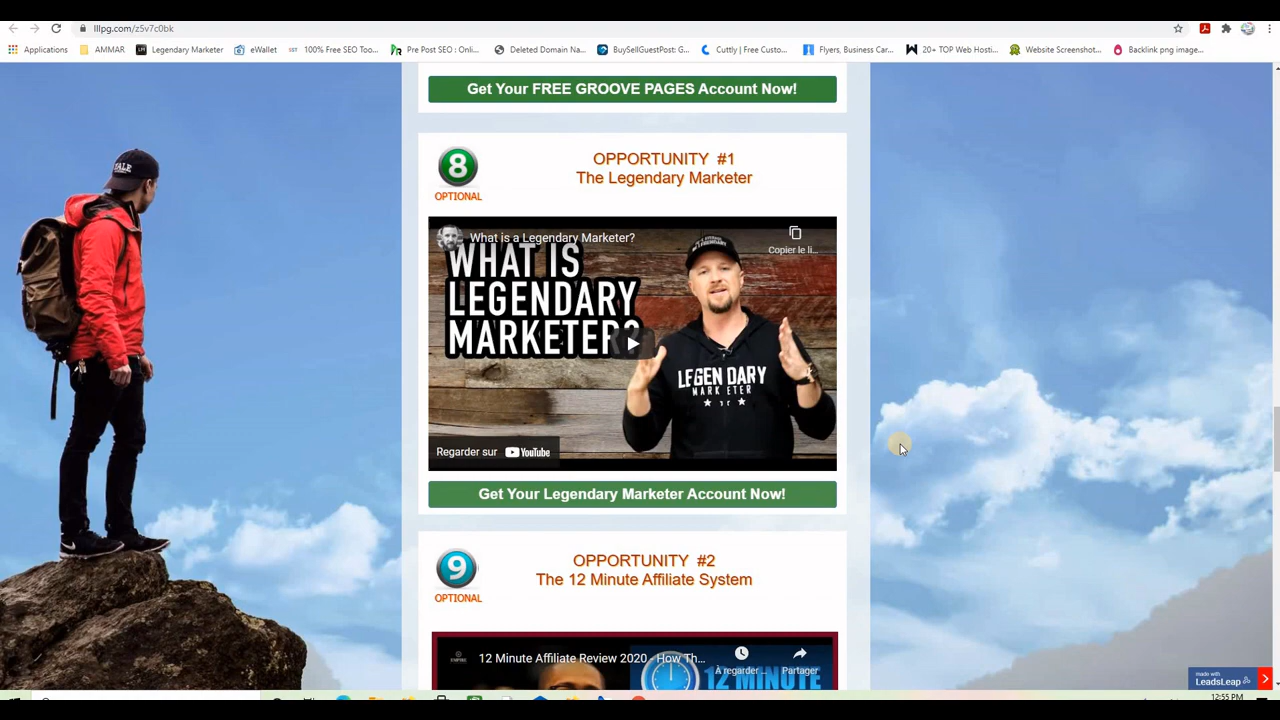 lllpg.com/z5v7c0bk
Applications
AMMAR
Legendary Marketer
eWallet
100% Free SEO Too...
Pre Post SEO : Onli...
Deleted Domain Na...
BuySellGuestPost: G...
Cuttly | Free Custo...
Flyers, Business Car...
20+ TOP Web Hosti...
Website Screenshot...
Backlink png image...
Get Your FREE GROOVE PAGES Account Now!
8
OPTIONAL
OPPORTUNITY #1
The Legendary Marketer
What is a Legendary Marketer?
Copier le li...
WHAT IS
LEGENDARY
MARKETER?
YALE
LEGENDARY
MARKETER
Regarder sur YouTube
Get Your Legendary Marketer Account Now!
9
OPTIONAL
OPPORTUNITY #2
The 12 Minute Affiliate System
12 Minute Affiliate Review 2020 - How Th...
À regarder ...
Partager
12 MINUTE
made with
LeadsLeap
12:55 PM